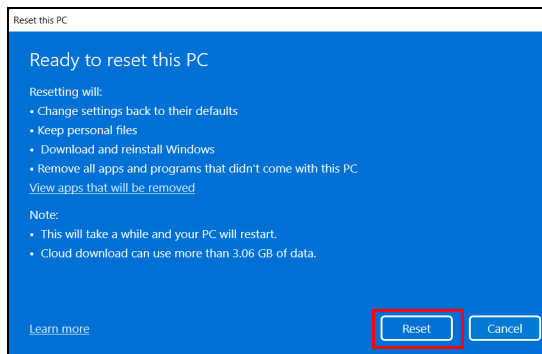 Reset this PC
Ready to reset this PC
Resetting will:
• Change settings back to their defaults
• Keep personal files
• Download and reinstall Windows
• Remove all apps and programs that didn't come with this PC
View apps that will be removed
Note:
• This will take a while and your PC will restart.
• Cloud download can use more than 3.06 GB of data.
Learn more
Reset
Cancel